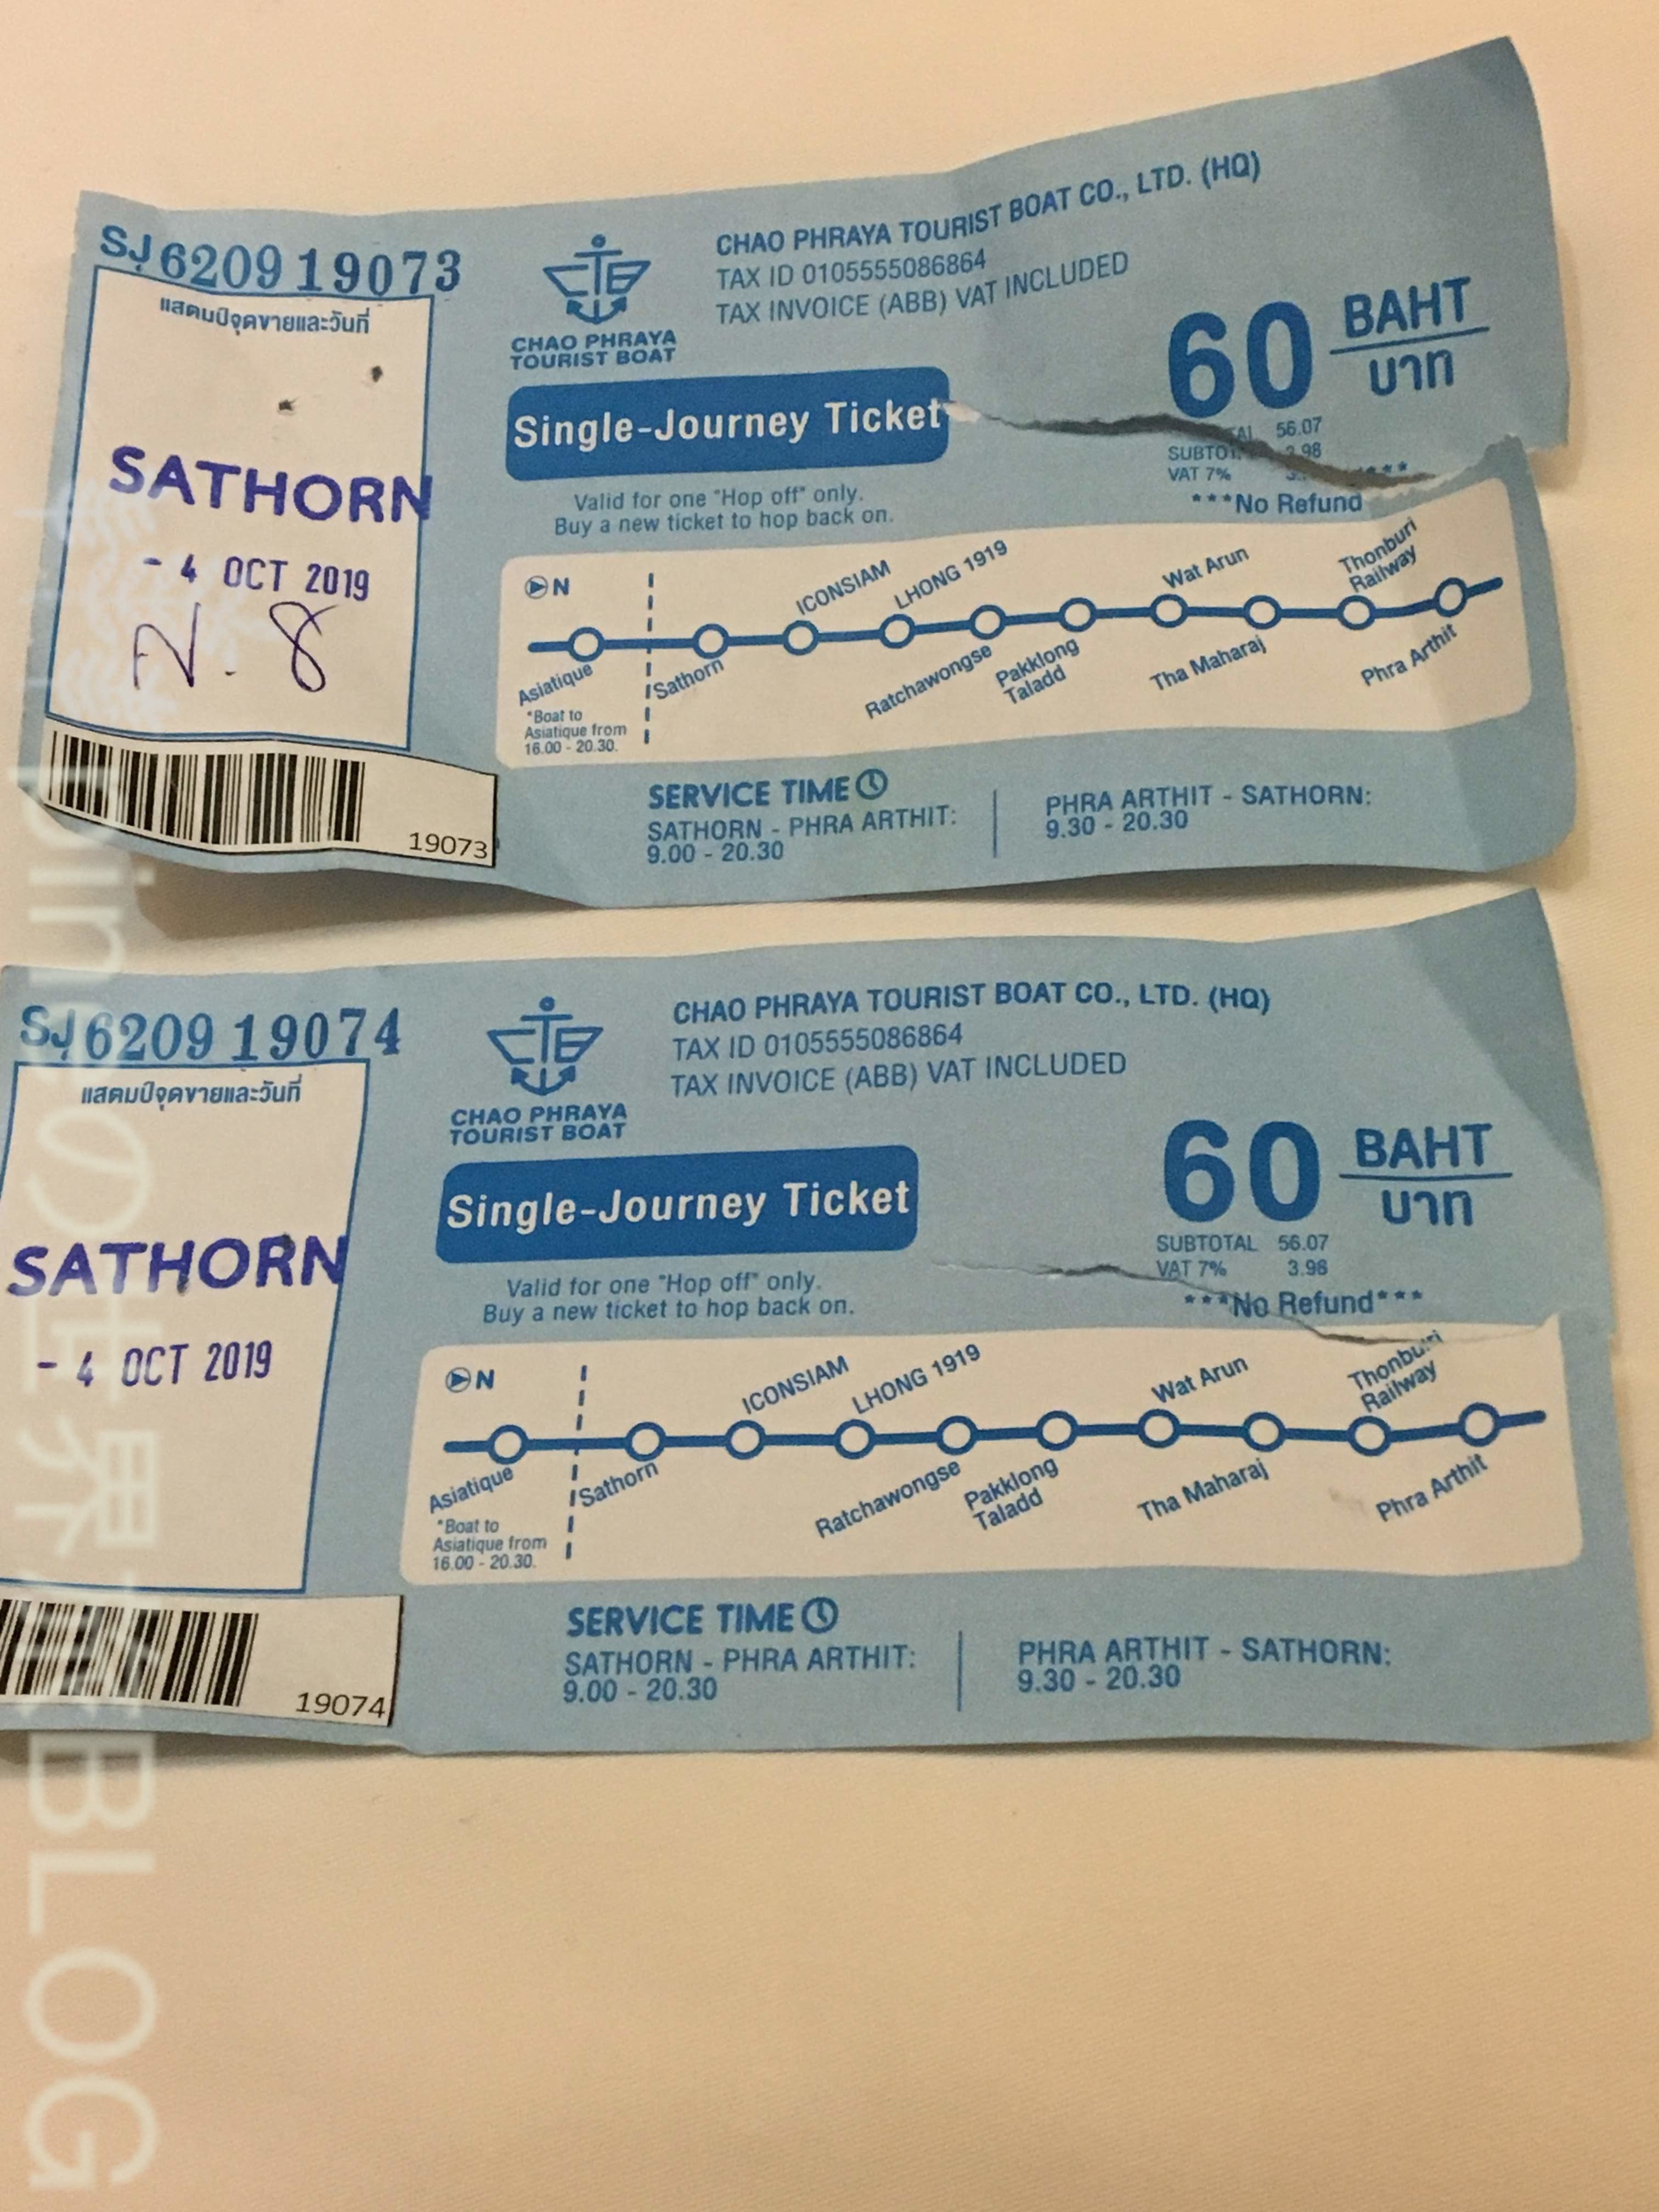 SJ6209 19073
แสตมป์จุดขายและวันที่
SATHORN
- 4 OCT 2019
N. 8
19073
CTB
CHAO PHRAYA
TOURIST BOAT
CHAO PHRAYA TOURIST BOAT CO., LTD. (HQ)
TAX ID 0105555086864
TAX INVOICE (ABB) VAT INCLUDED
60 BAHT
บาท
Single-Journey Ticket
56.07
VAT 7%
***No Refund
Valid for one "Hop off" only.
Buy a new ticket to hop back on.
N
ICONSIAM
LHONG 1919
Wat Arun
Thonburi
Railway
Asiatique
Sathorn
Ratchawongse
Pakklong
Taladd
Tha Maharaj
Phra Arthit
*Boat to
Asiatique from
16.00 - 20.30.
SERVICE TIME
SATHORN - PHRA ARTHIT:
9.00 - 20.30
PHRA ARTHIT - SATHORN:
9.30 - 20.30
SJ6209 19074
แสตมป์จุดขายและวันที่
SATHORN
- 4 OCT 2019
19074
CTB
CHAO PHRAYA
TOURIST BOAT
CHAO PHRAYA TOURIST BOAT CO., LTD. (HQ)
TAX ID 0105555086864
TAX INVOICE (ABB) VAT INCLUDED
60 BAHT
บาท
Single-Journey Ticket
SUBTOTAL 56.07
VAT 7% 3.98
***No Refund***
Valid for one "Hop off" only.
Buy a new ticket to hop back on.
N
ICONSIAM
LHONG 1919
Wat Arun
Thonburi
Railway
Asiatique
Sathorn
Ratchawongse
Pakklong
Taladd
Tha Maharaj
Phra Arthit
*Boat to
Asiatique from
16.00 - 20.30.
SERVICE TIME
SATHORN - PHRA ARTHIT:
9.00 - 20.30
PHRA ARTHIT - SATHORN:
9.30 - 20.30
BLOG